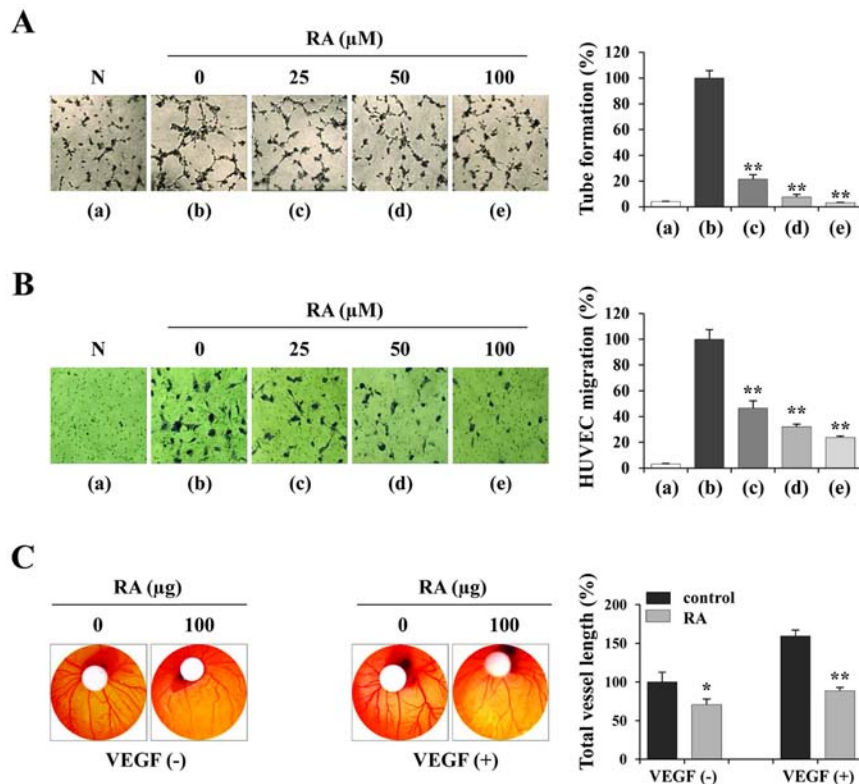 A
RA (µM)
N 0 25 50 100
(a) (b) (c) (d) (e)
Tube formation (%)
120
100
80
60
40
20
0
** ** **
(a) (b) (c) (d) (e)
B
RA (µM)
N 0 25 50 100
(a) (b) (c) (d) (e)
HUVEC migration (%)
120
100
80
60
40
20
0
** ** **
(a) (b) (c) (d) (e)
C
RA (µg) RA (µg)
0 100 0 100
VEGF (-) VEGF (+)
Total vessel length (%)
control
RA
200
150
100
50
0
* **
VEGF (-) VEGF (+)